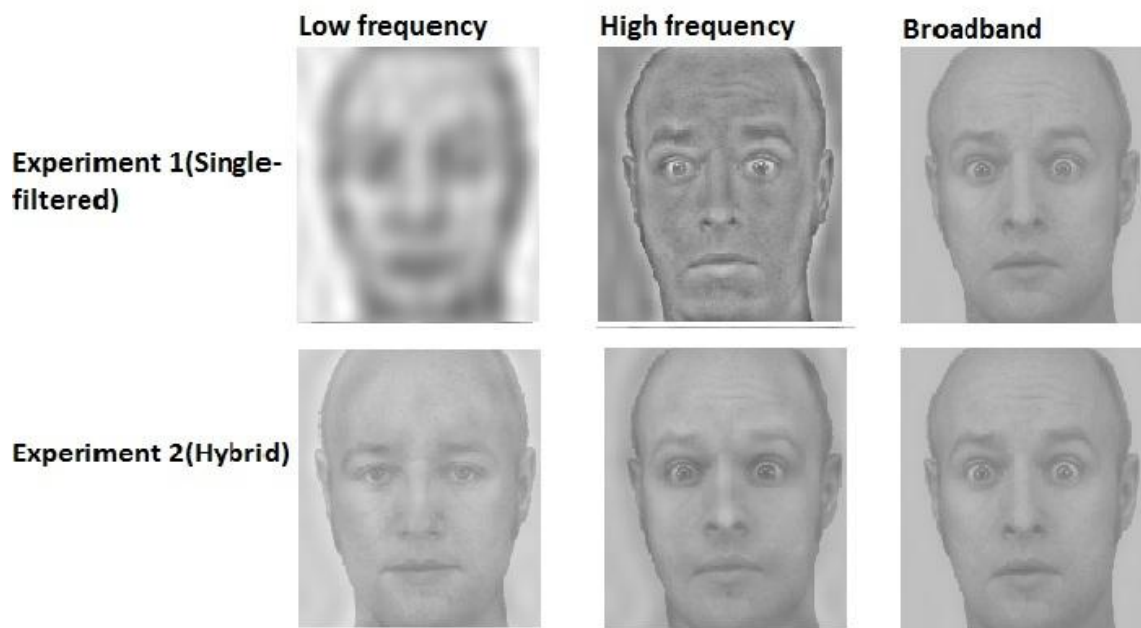 Low frequency
High frequency
Broadband
Experiment 1(Single-
filtered)
Experiment 2(Hybrid)